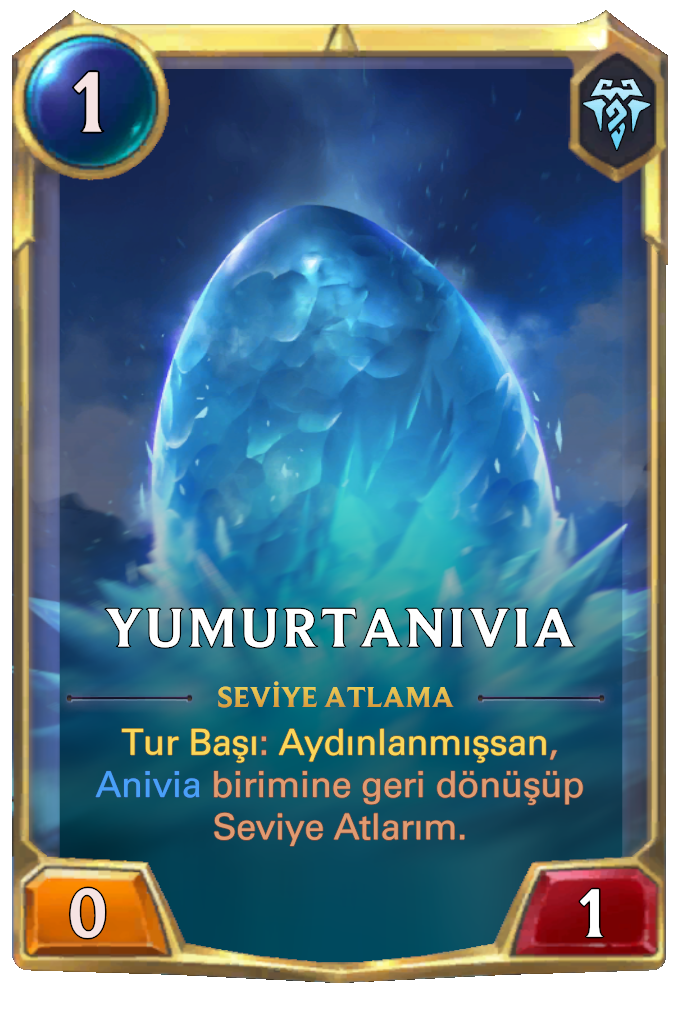 1
YUMURTANIVIA
SEVİYE ATLAMA
Tur Başı: Aydınlanmışsan,
Anivia birimine geri dönüşüp
Seviye Atlarım.
0
1